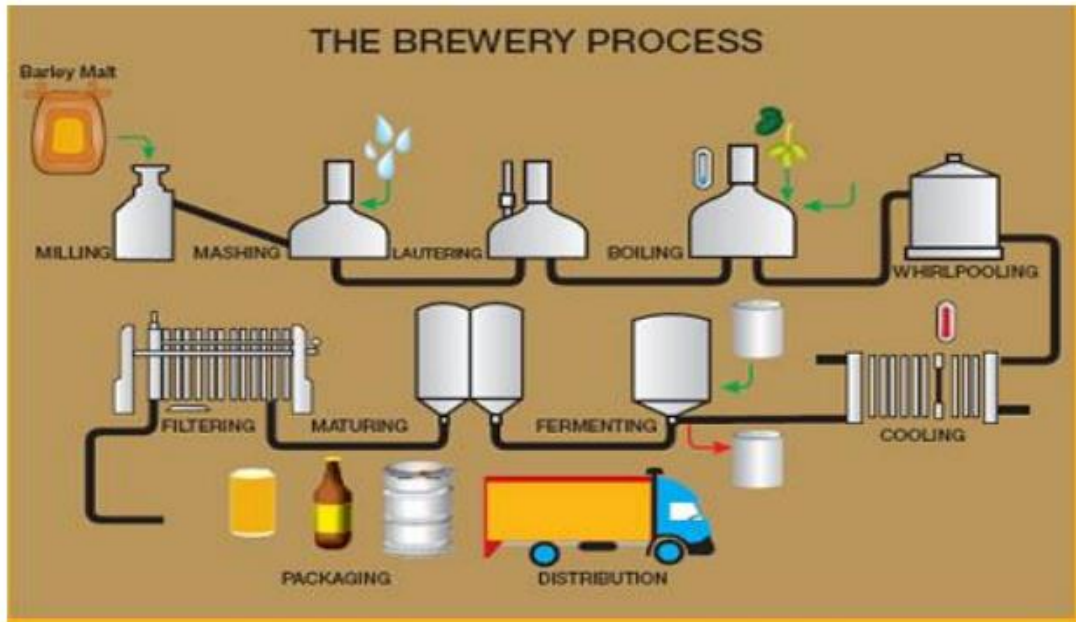 THE BREWERY PROCESS
Barley Malt
MILLING
MASHING
LAUTERING
BOILING
WHIRLPOOLING
FILTERING
MATURING
FERMENTING
COOLING
PACKAGING
DISTRIBUTION